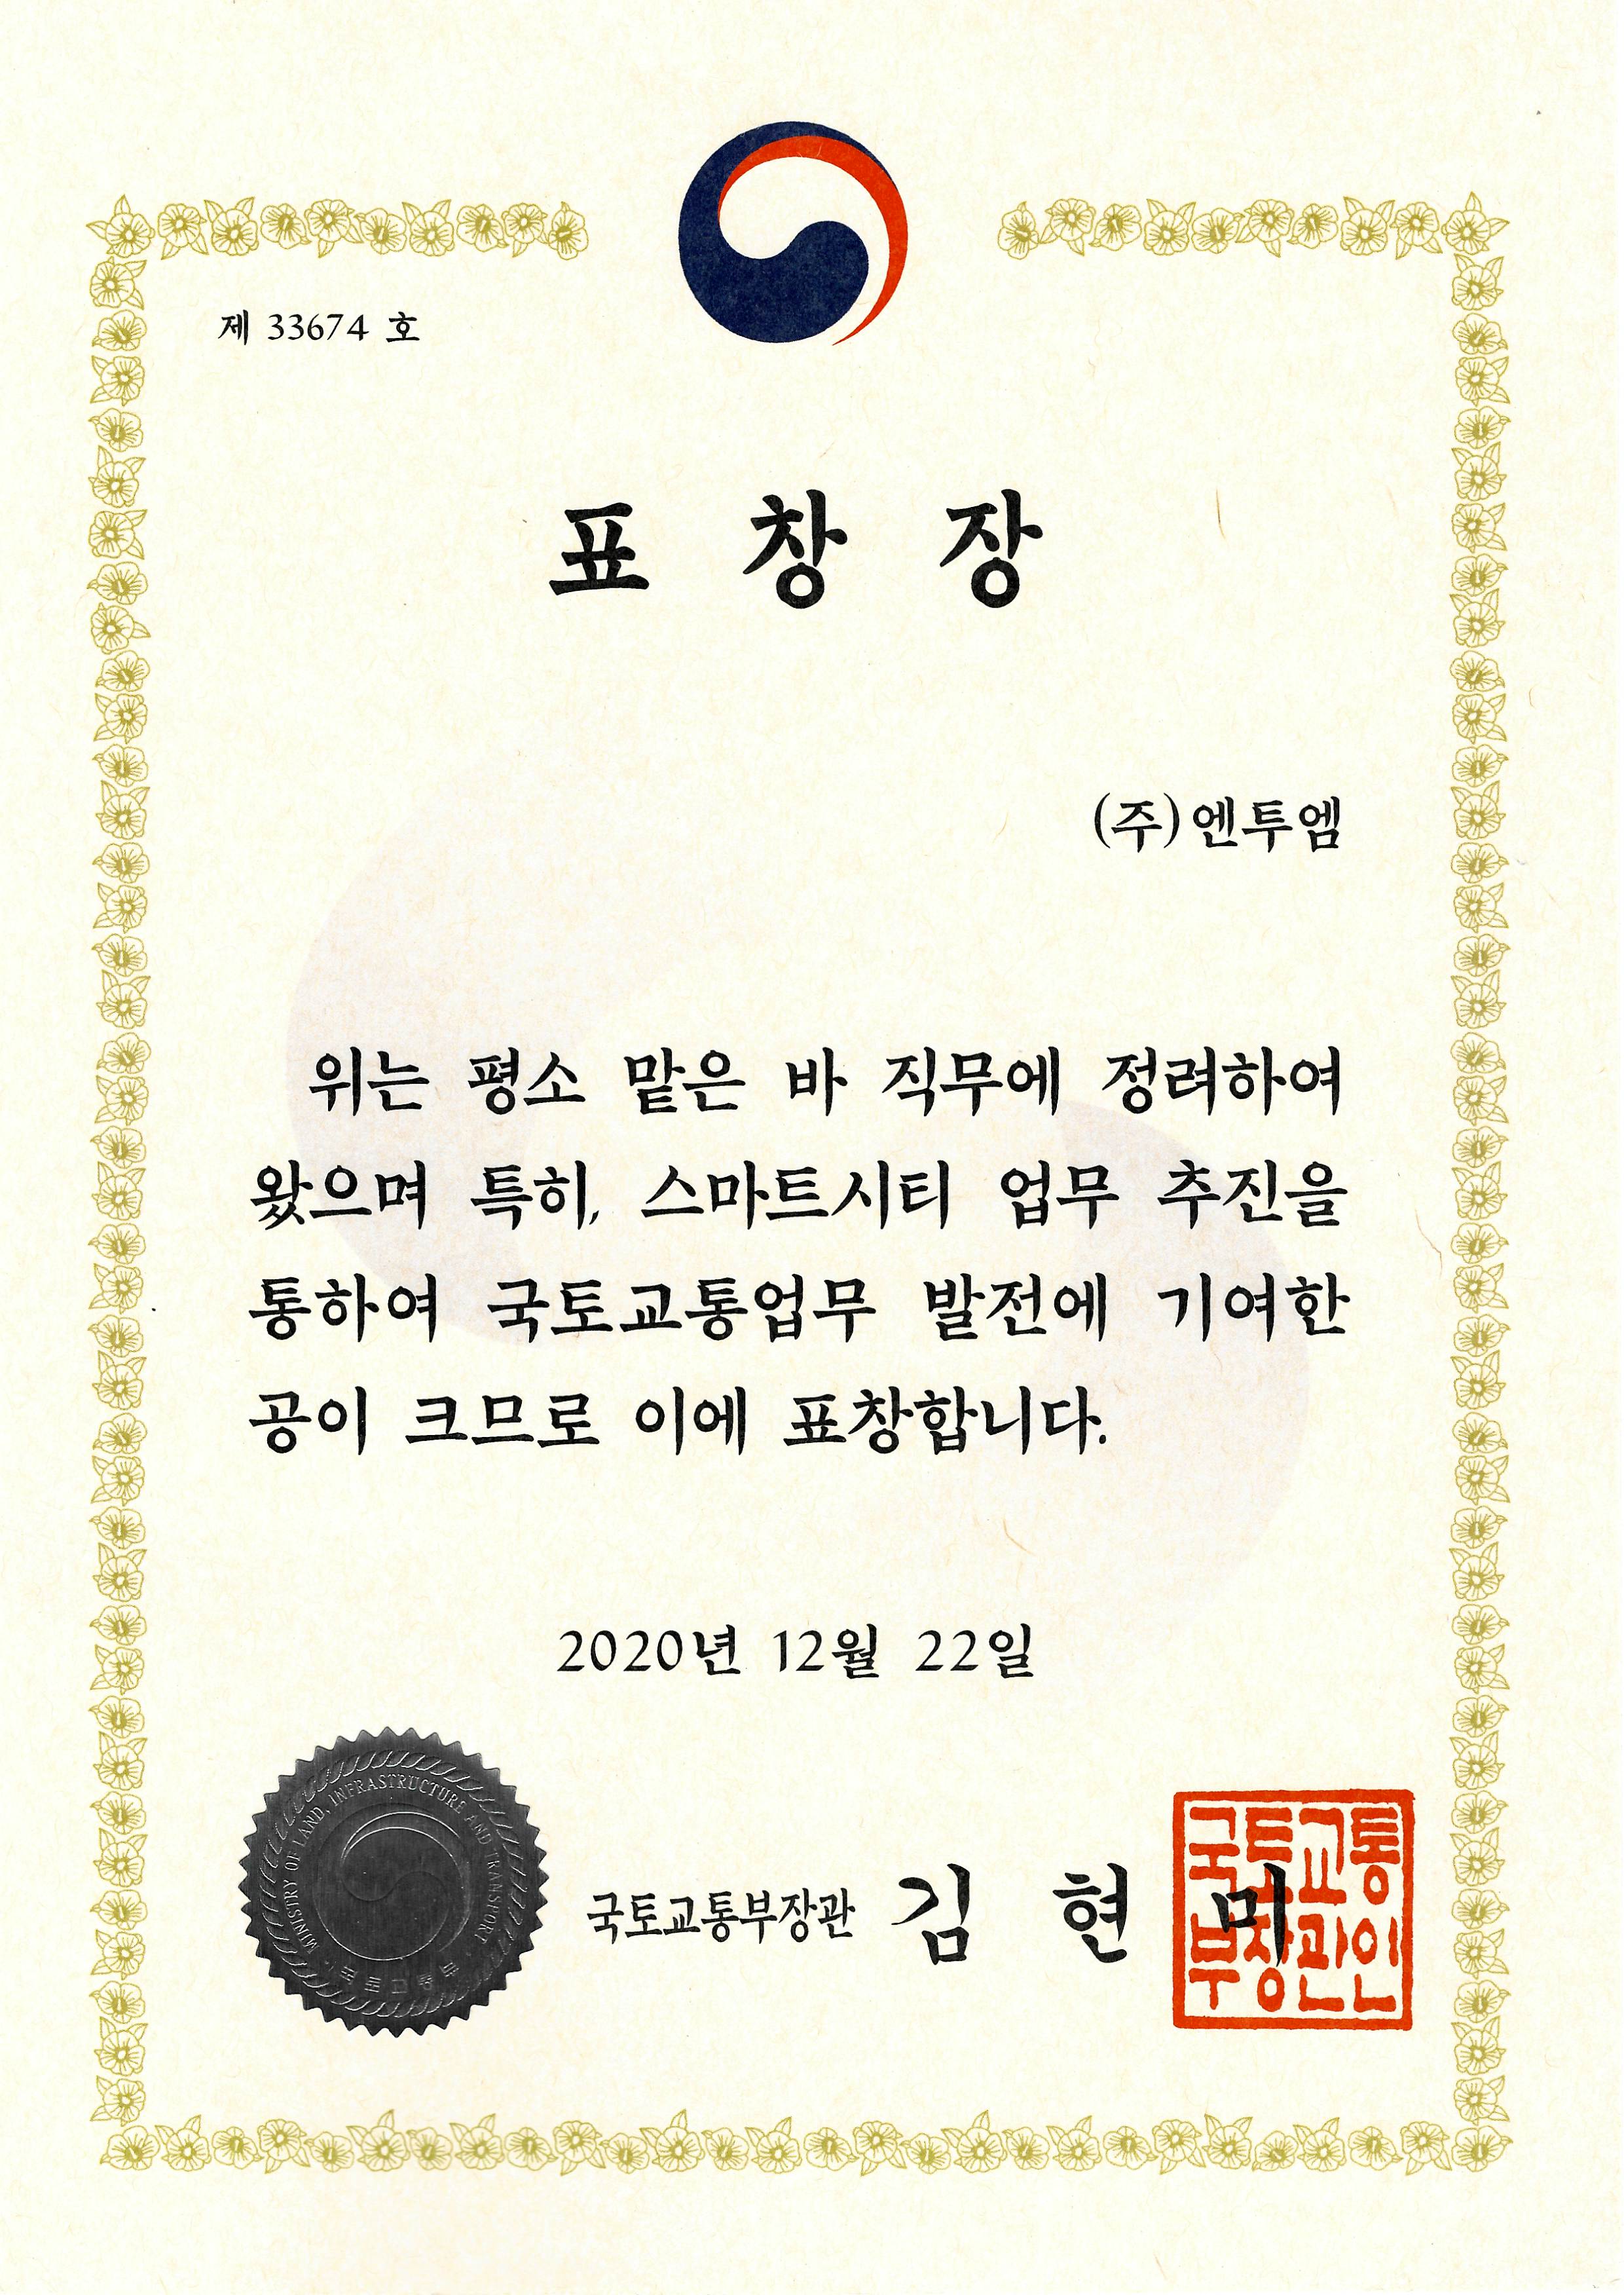 제 33674 호
표 창 장
(주)엔투엠
위는 평소 맡은 바 직무에 정려하여
왔으며 특히, 스마트시티 업무 추진을
통하여 국토교통업무 발전에 기여한
공이 크므로 이에 표창합니다.
2020년 12월 22일
MINISTRY OF LAND, INFRASTRUCTURE AND TRANSPORT
국토교통부
국토교통부장관 김 현 미
국토교통
부장관인